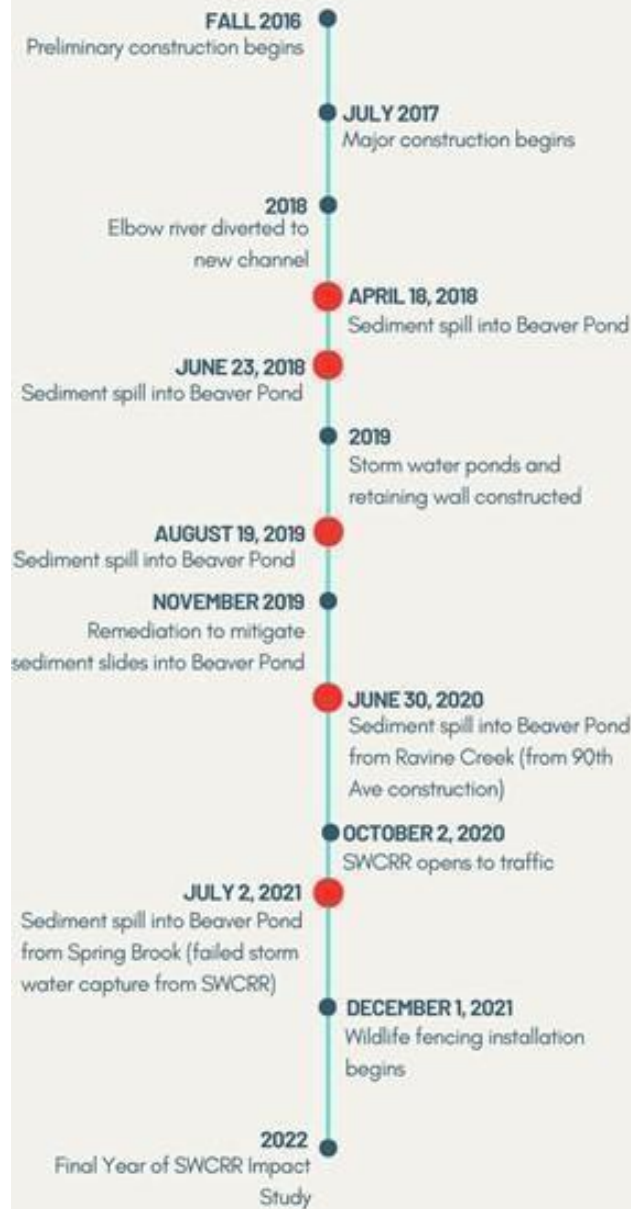 FALL 2016
Preliminary construction begins
JULY 2017
Major construction begins
2018
Elbow river diverted to
new channel
APRIL 18, 2018
Sediment spill into Beaver Pond
JUNE 23, 2018
Sediment spill into Beaver Pond
2019
Storm water ponds and
retaining wall constructed
AUGUST 19, 2019
Sediment spill into Beaver Pond
NOVEMBER 2019
Remediation to mitigate
sediment slides into Beaver Pond
JUNE 30, 2020
Sediment spill into Beaver Pond
from Ravine Creek (from 90th
Ave construction)
OCTOBER 2, 2020
SWCRR opens to traffic
JULY 2, 2021
Sediment spill into Beaver Pond
from Spring Brook (failed storm
water capture from SWCRR)
DECEMBER 1, 2021
Wildlife fencing installation
begins
2022
Final Year of SWCRR Impact
Study